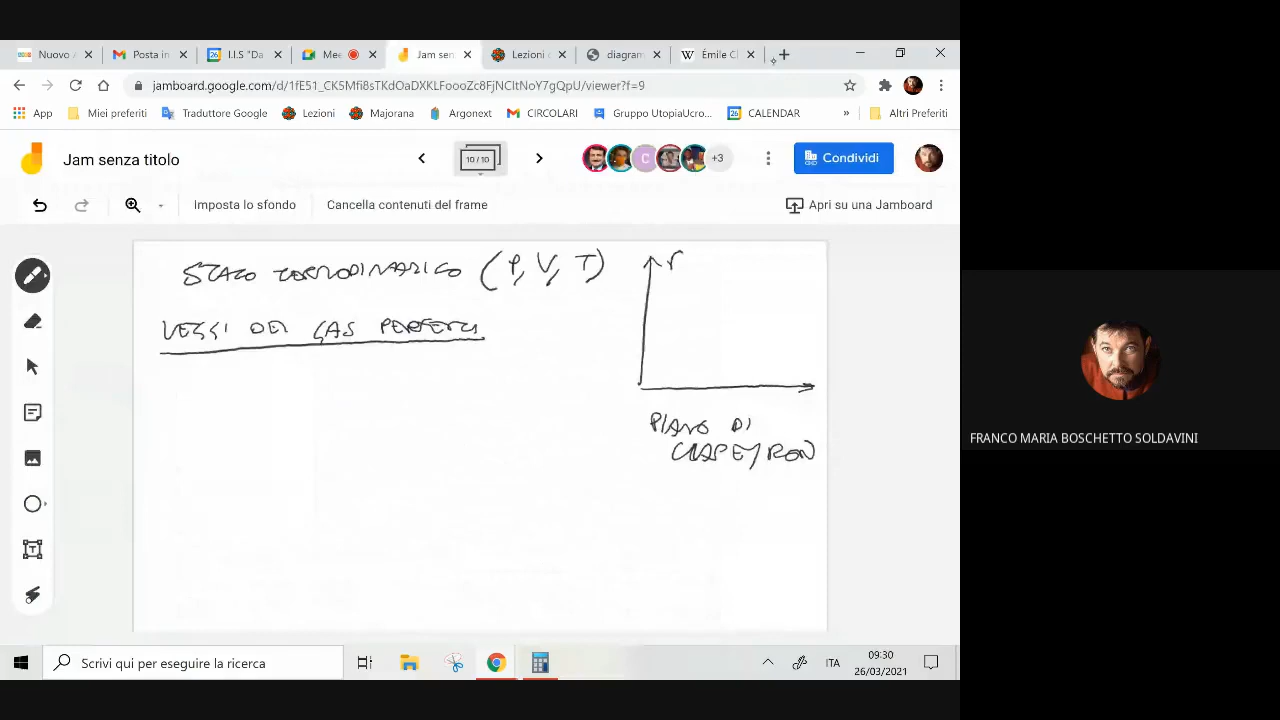 Nuovo A
Posta in
I.I.S "Da
Mee
Jam sen
Lezioni d
diagram
Émile Cl
jamboard.google.com/d/1fE51_CK5Mfi8sTKdOaDXKLFoooZc8FjNCltNoY7gQpU/viewer?f=9
App
Miei preferiti
Traduttore Google
Lezioni
Majorana
Argonext
CIRCOLARI
Gruppo UtopiaUcro...
CALENDAR
»
Altri Preferiti
Jam senza titolo
10 / 10
C
+3
Condividi
Imposta lo sfondo
Cancella contenuti del frame
Apri su una Jamboard
STATO TERMODINAMICO (P, V, T)
LEGGI DEI GAS PERFETTI
PIANO DI
CLAPEYRON
FRANCO MARIA BOSCHETTO SOLDAVINI
Scrivi qui per eseguire la ricerca
ITA
09:30
26/03/2021